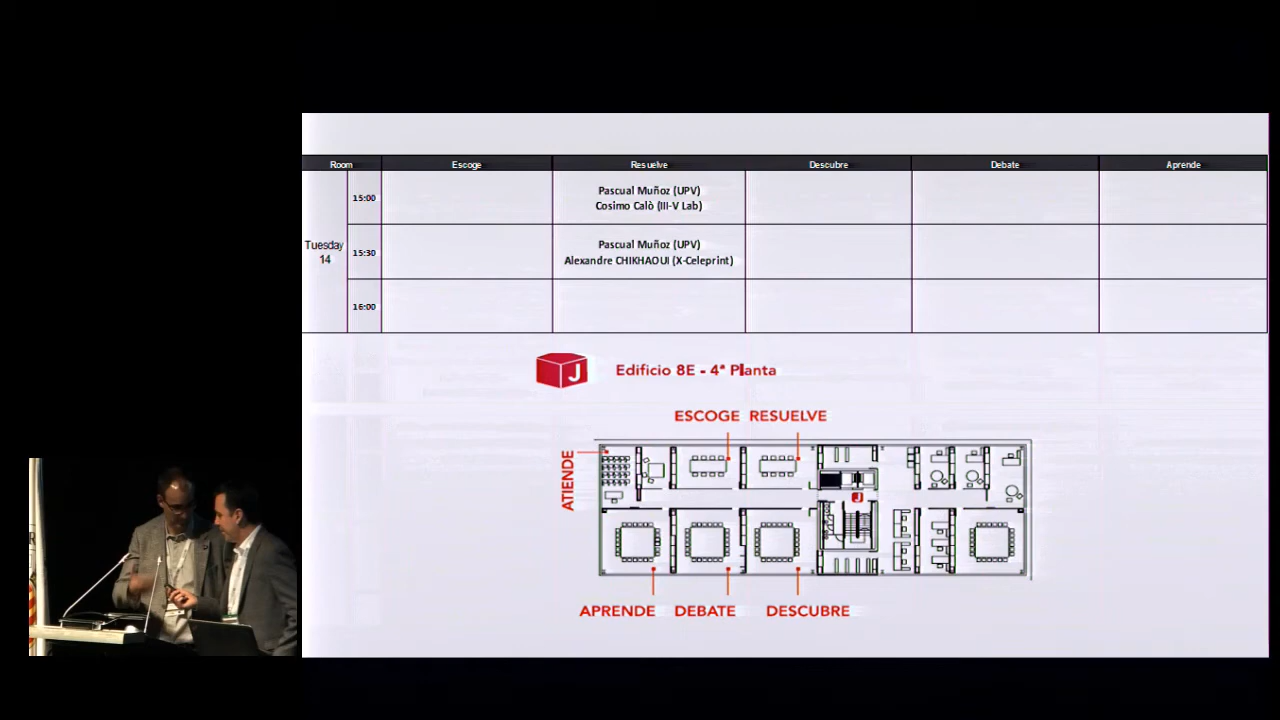 Room Escoge Resuelve Descubre Debate Aprende
Tuesday 14
15:00
Pascual Muñoz (UPV)
Cosimo Calò (III-V Lab)
15:30
Pascual Muñoz (UPV)
Alexandre CHIKHAOUI (X-Celeprint)
16:00
J
Edificio 8E - 4ª Planta
ESCOGE RESUELVE
ATIENDE
J
APRENDE DEBATE DESCUBRE